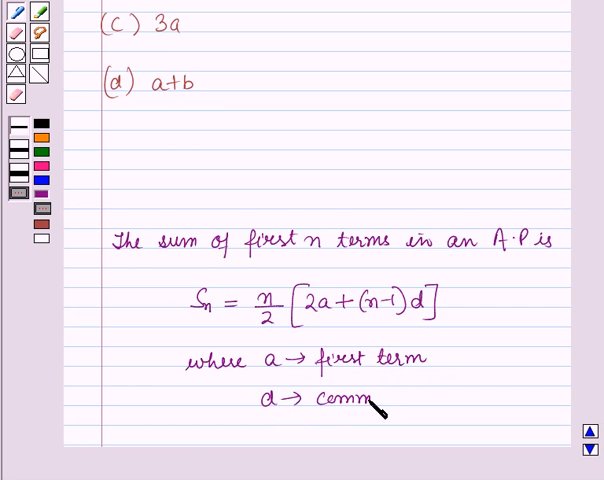 (c) 3a
(d) a+b
The sum of first n terms in an A.P is
Sn = n/2 [2a+(n-1)d]
where a → first term
d → comm